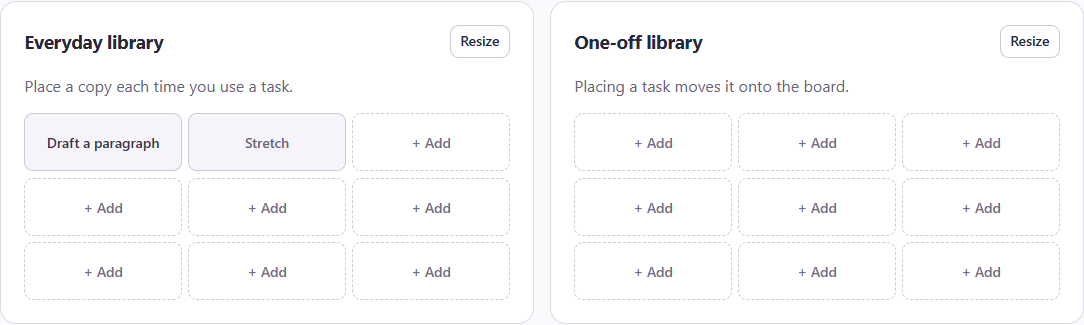 Everyday library
Resize
Place a copy each time you use a task.
Draft a paragraph
Stretch
+ Add
+ Add
+ Add
+ Add
+ Add
+ Add
+ Add
One-off library
Resize
Placing a task moves it onto the board.
+ Add
+ Add
+ Add
+ Add
+ Add
+ Add
+ Add
+ Add
+ Add